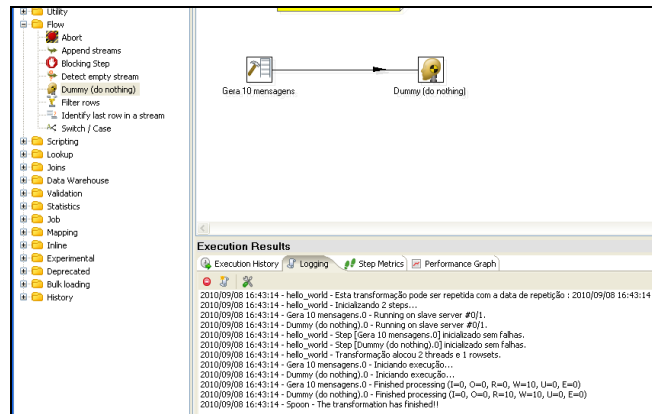 Utility
Flow
Abort
Append streams
Blocking Step
Detect empty stream
Dummy (do nothing)
Filter rows
Identify last row in a stream
Switch / Case
Scripting
Lookup
Joins
Data Warehouse
Validation
Statistics
Job
Mapping
Inline
Experimental
Deprecated
Bulk loading
History
Gera 10 mensagens
Dummy (do nothing)
Execution Results
Execution History Logging Step Metrics Performance Graph
2010/09/08 16:43:14 - hello_world - Esta transformação pode ser repetida com a data de repetição : 2010/09/08 16:43:14
2010/09/08 16:43:14 - hello_world - Inicializando 2 steps...
2010/09/08 16:43:14 - Gera 10 mensagens.0 - Running on slave server #0/1.
2010/09/08 16:43:14 - Dummy (do nothing).0 - Running on slave server #0/1.
2010/09/08 16:43:14 - hello_world - Step [Gera 10 mensagens.0] inicializado sem falhas.
2010/09/08 16:43:14 - hello_world - Step [Dummy (do nothing).0] inicializado sem falhas.
2010/09/08 16:43:14 - hello_world - Transformação alocou 2 threads e 1 rowsets.
2010/09/08 16:43:14 - Gera 10 mensagens.0 - Iniciando execução...
2010/09/08 16:43:14 - Dummy (do nothing).0 - Iniciando execução...
2010/09/08 16:43:14 - Gera 10 mensagens.0 - Finished processing (I=0, O=0, R=0, W=10, U=0, E=0)
2010/09/08 16:43:14 - Dummy (do nothing).0 - Finished processing (I=0, O=0, R=10, W=10, U=0, E=0)
2010/09/08 16:43:14 - Spoon - The transformation has finished!!